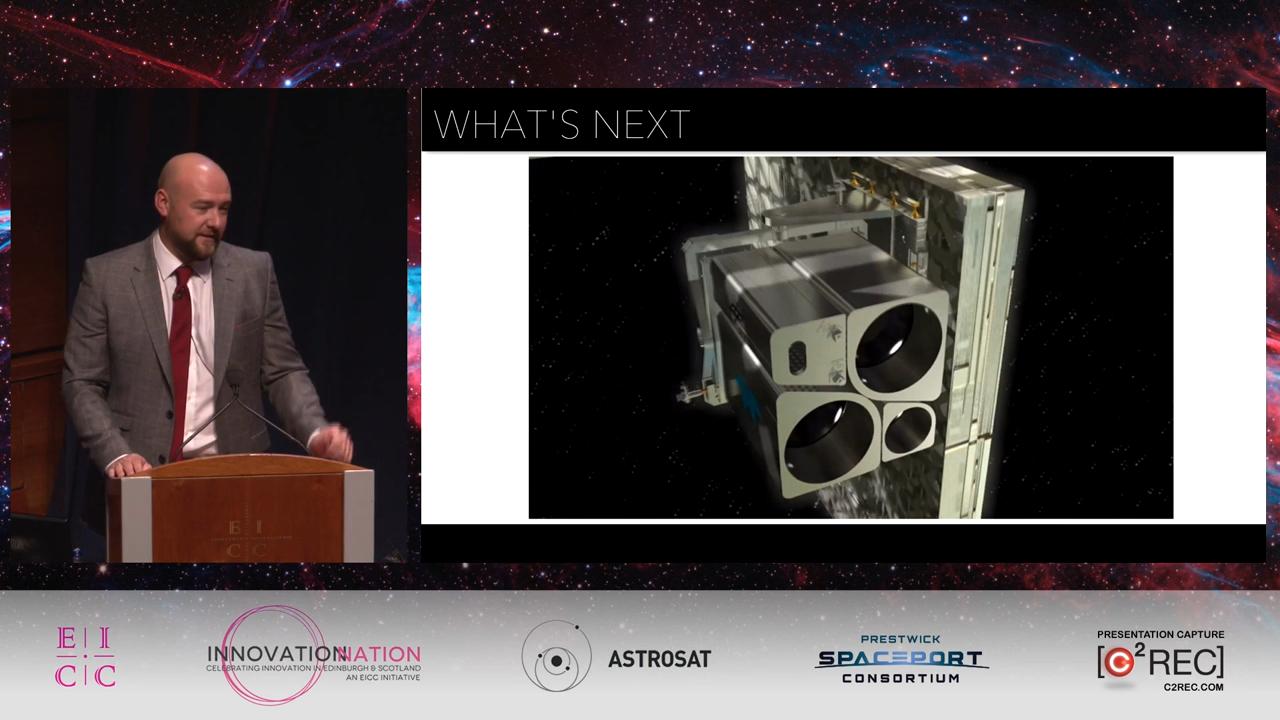 WHAT'S NEXT
E I
C C
E I
C C
INNOVATIONNATION
CELEBRATING INNOVATION IN EDINBURGH & SCOTLAND
AN EICC INITIATIVE
ASTROSAT
PRESTWICK
SPACEPORT
CONSORTIUM
PRESENTATION CAPTURE
[C²REC]
C2REC.COM